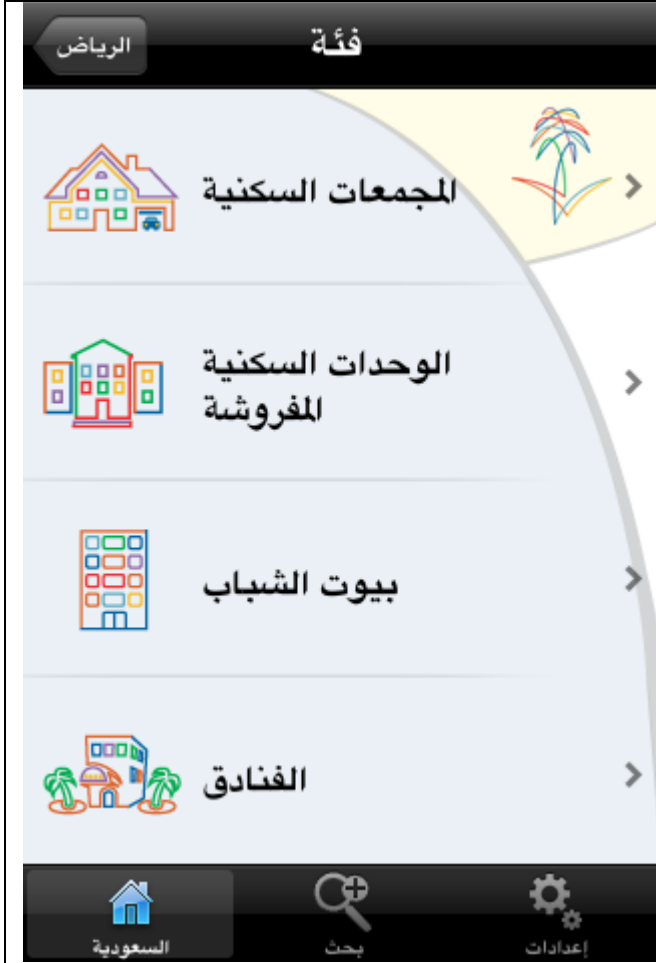 الرياض
فئة
المجمعات السكنية
الوحدات السكنية
المفروشة
بيوت الشباب
الفنادق
السعودية
بحث
إعدادات